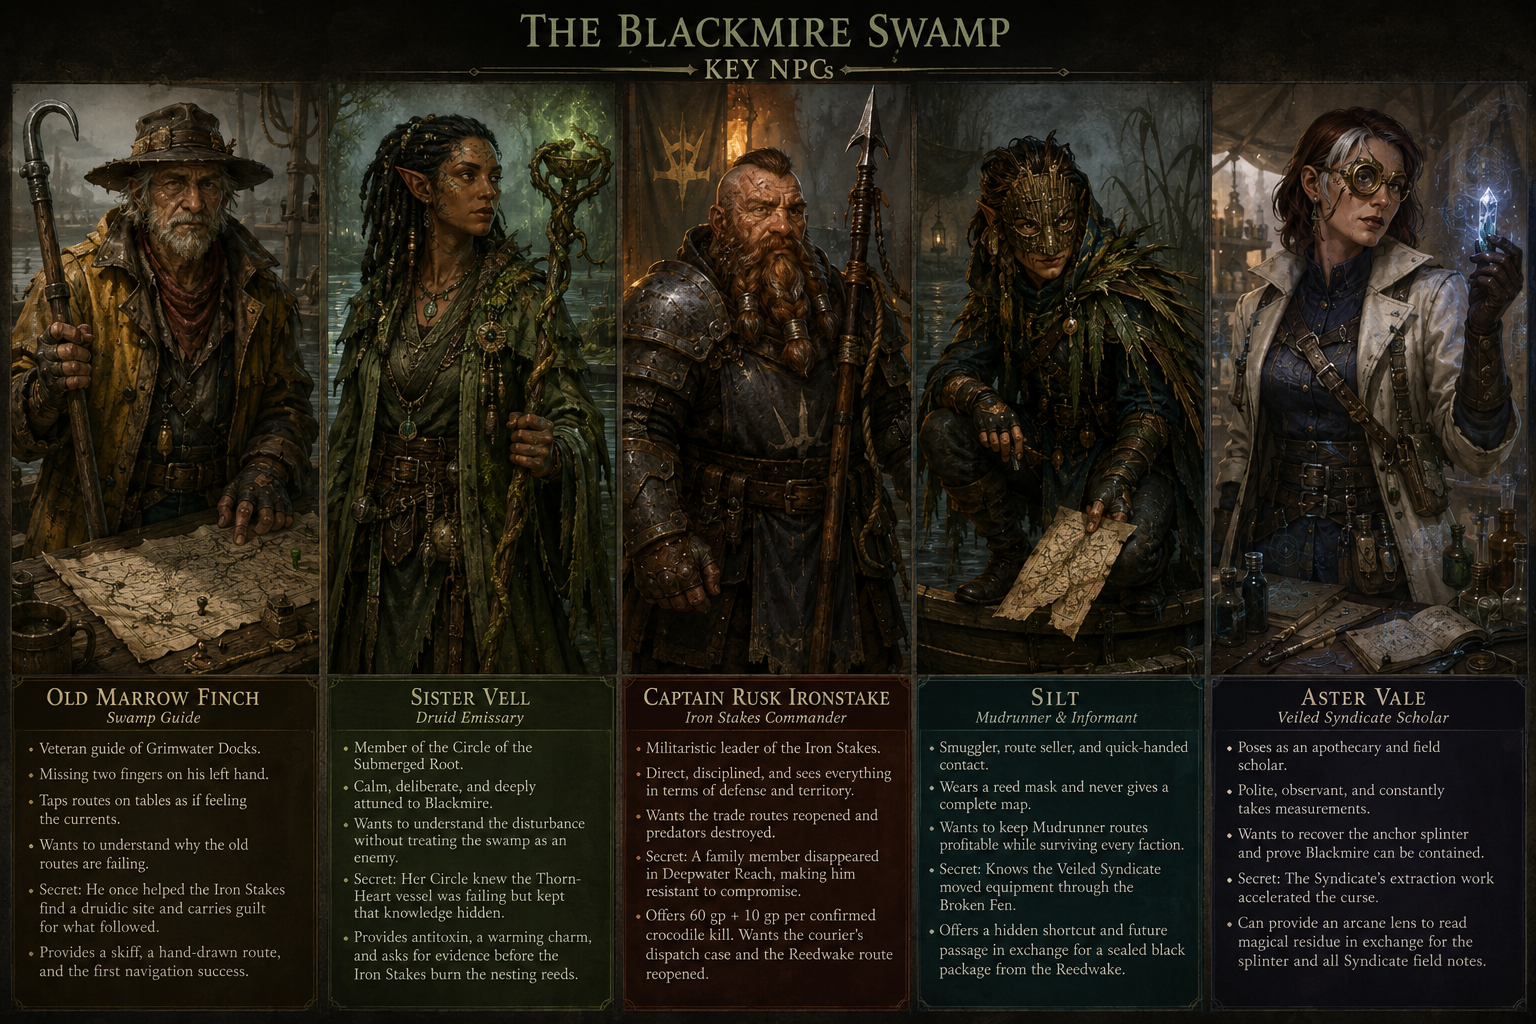 THE BLACKMIRE SWAMP
KEY NPCs
OLD MARROW FINCH
Swamp Guide
• Veteran guide of Grimwater Docks.
• Missing two fingers on his left hand.
• Taps routes on tables as if feeling
the currents.
• Wants to understand why the old
routes are failing.
• Secret: He once helped the Iron Stakes
find a druidic site and carries guilt
for what followed.
• Provides a skiff, a hand-drawn route,
and the first navigation success.
SISTER VELL
Druid Emissary
• Member of the Circle of the
Submerged Root.
• Calm, deliberate, and deeply
attuned to Blackmire.
• Wants to understand the disturbance
without treating the swamp as an
enemy.
• Secret: Her Circle knew the Thorn-
Heart vessel was failing but kept
that knowledge hidden.
• Provides antitoxin, a warming charm,
and asks for evidence before the
Iron Stakes burn the nesting reeds.
CAPTAIN RUSK IRONSTAKE
Iron Stakes Commander
• Militaristic leader of the Iron Stakes.
• Direct, disciplined, and sees everything
in terms of defense and territory.
• Wants the trade routes reopened and
predators destroyed.
• Secret: A family member disappeared
in Deepwater Reach, making him
resistant to compromise.
• Offers 60 gp + 10 gp per confirmed
crocodile kill. Wants the courier's
dispatch case and the Reedwake route
reopened.
SILT
Mudrunner & Informant
• Smuggler, route seller, and quick-handed
contact.
• Wears a reed mask and never gives a
complete map.
• Wants to keep Mudrunner routes
profitable while surviving every faction.
• Secret: Knows the Veiled Syndicate
moved equipment through the
Broken Fen.
• Offers a hidden shortcut and future
passage in exchange for a sealed black
package from the Reedwake.
ASTER VALE
Veiled Syndicate Scholar
• Poses as an apothecary and field
scholar.
• Polite, observant, and constantly
takes measurements.
• Wants to recover the anchor splinter
and prove Blackmire can be contained.
• Secret: The Syndicate's extraction work
accelerated the curse.
• Can provide an arcane lens to read
magical residue in exchange for the
splinter and all Syndicate field notes.